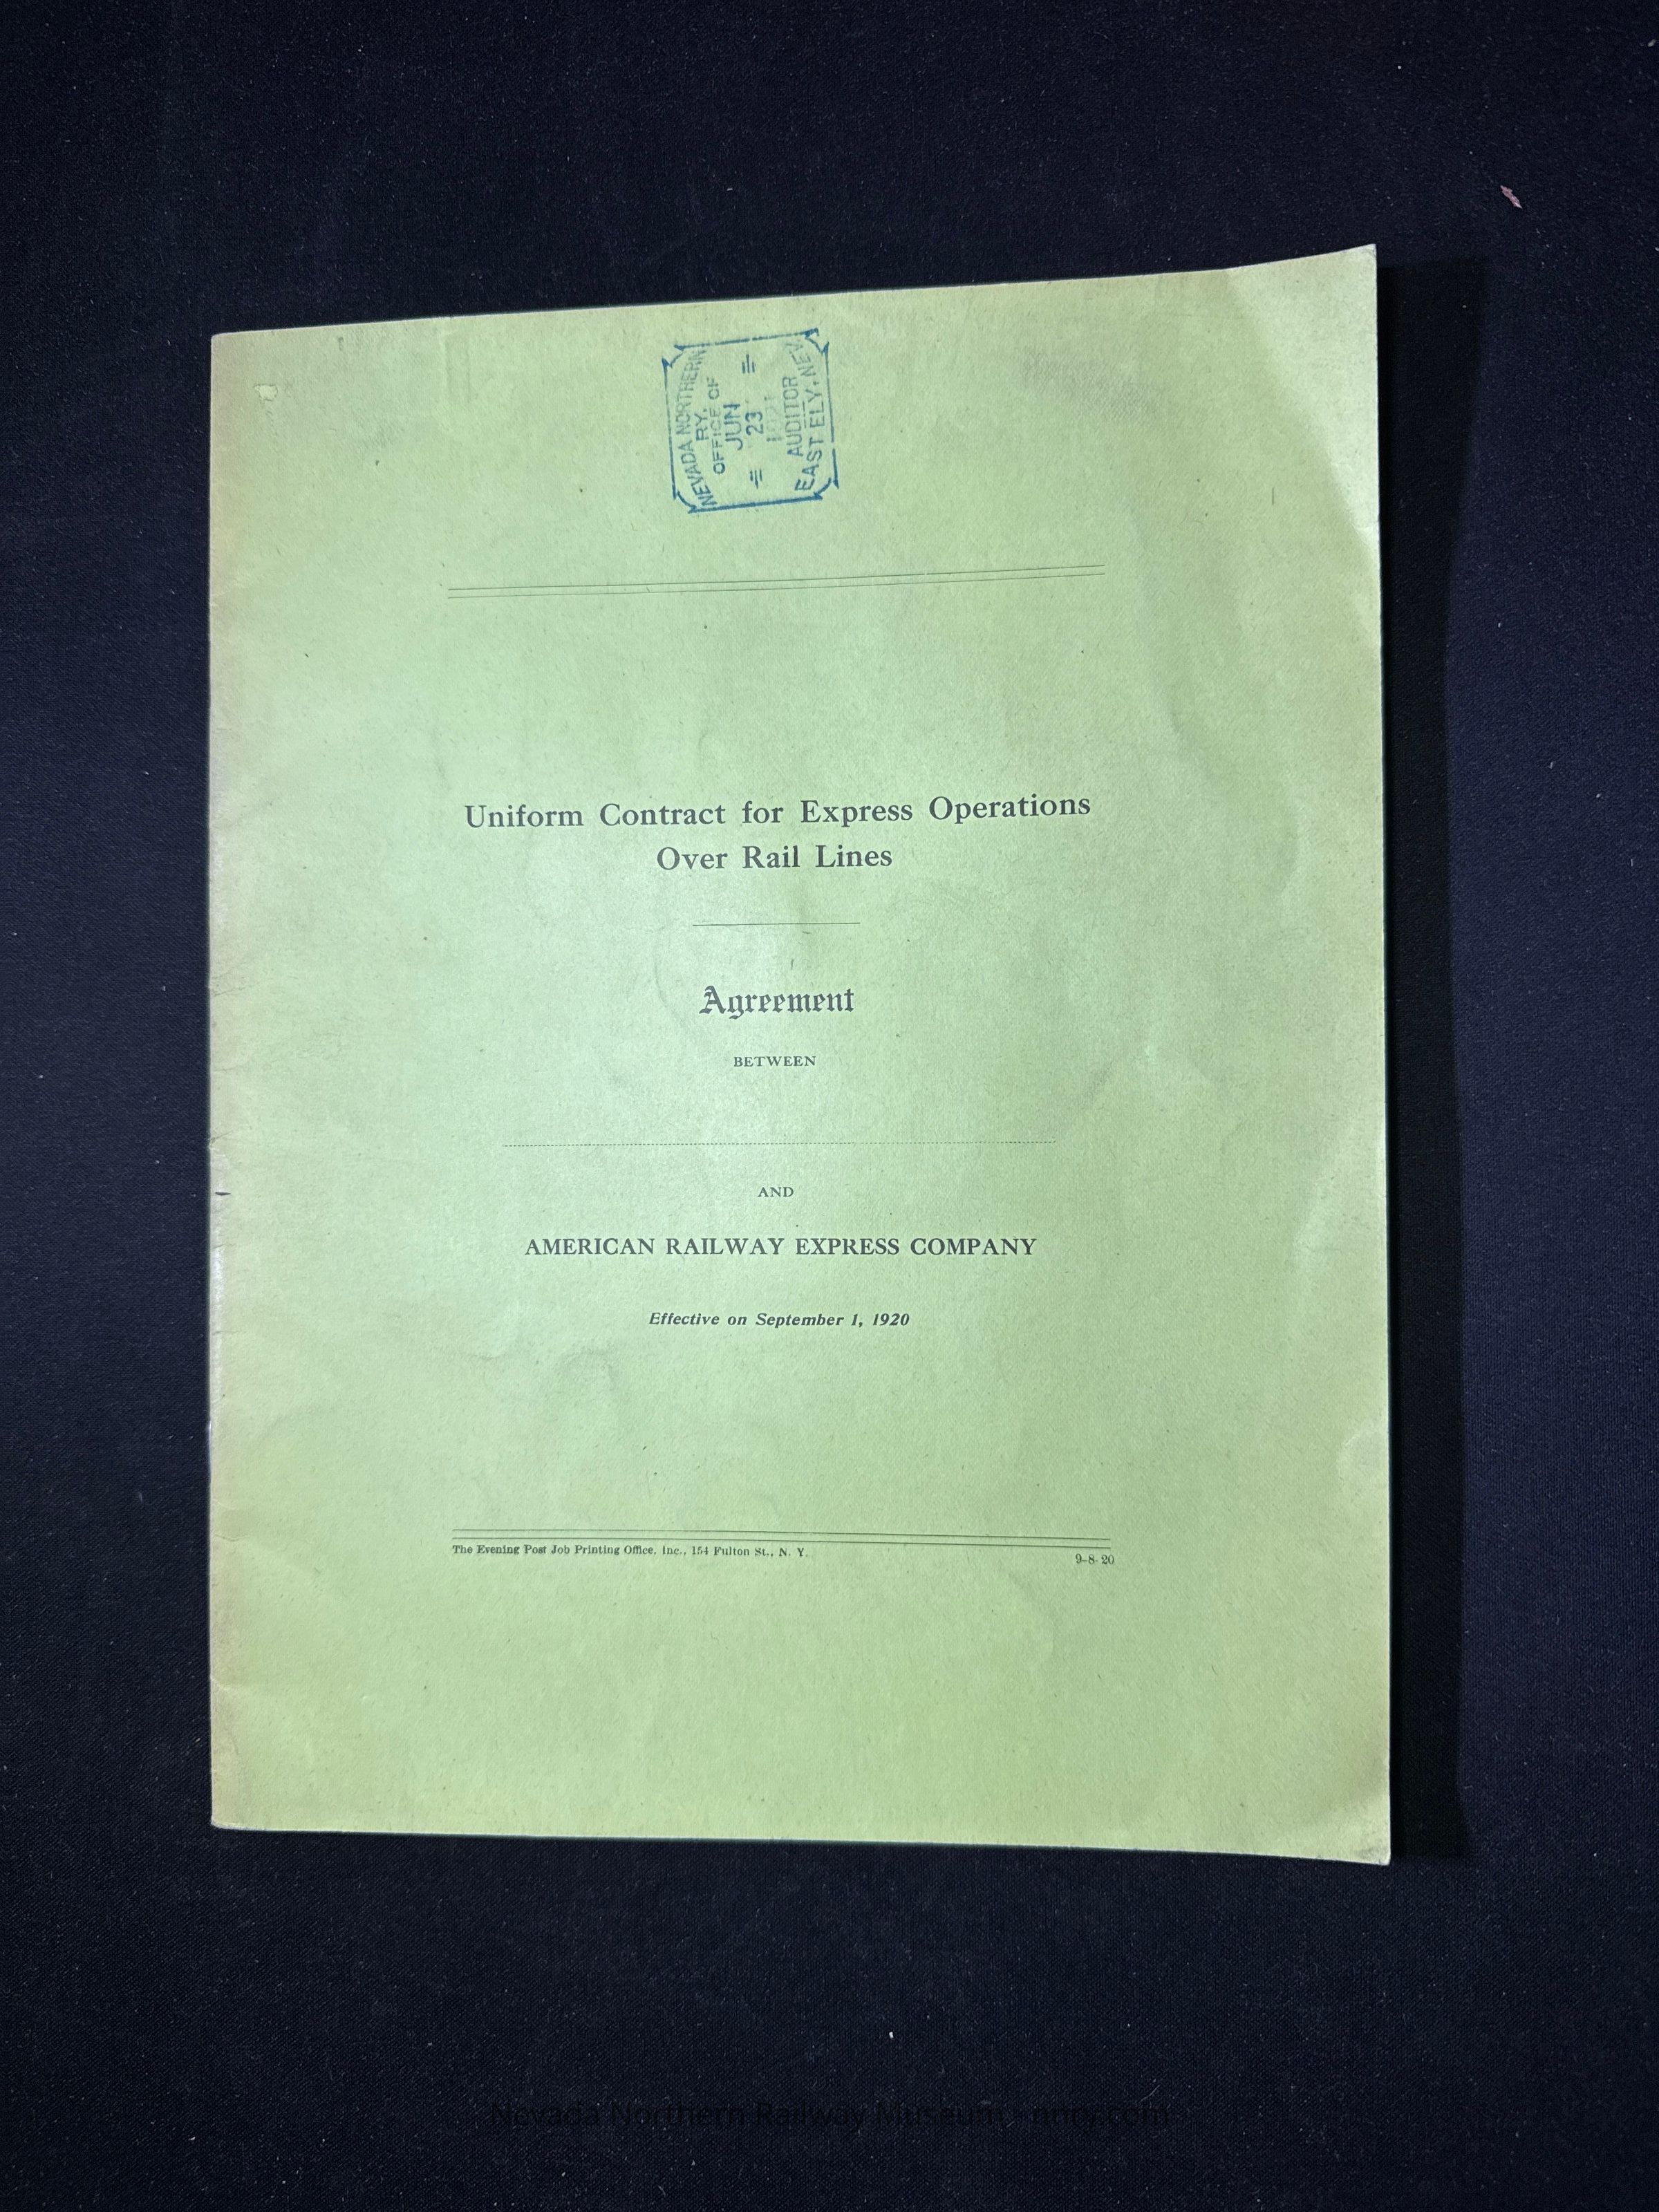 NEVADA NORTHERN
RY.
OFFICE OF
JUN
23
AUDITOR
EAST ELY, NEV.
Uniform Contract for Express Operations
Over Rail Lines
Agreement
BETWEEN
AND
AMERICAN RAILWAY EXPRESS COMPANY
Effective on September 1, 1920
The Evening Post Job Printing Office, Inc., 154 Fulton St., N. Y.
9-8-20
Nevada Northern Railway Museum - nnry.com